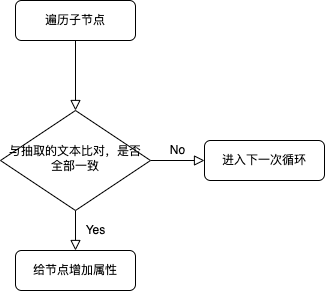 遍历子节点
与抽取的文本比对，是否
全部一致
No
进入下一次循环
Yes
给节点增加属性